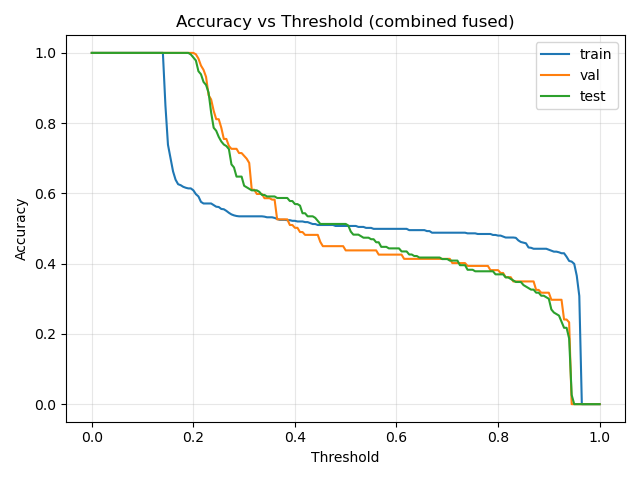 Accuracy vs Threshold (combined fused)
train
val
test
1.0
0.8
0.6
0.4
0.2
0.0
Accuracy
0.0 0.2 0.4 0.6 0.8 1.0
Threshold